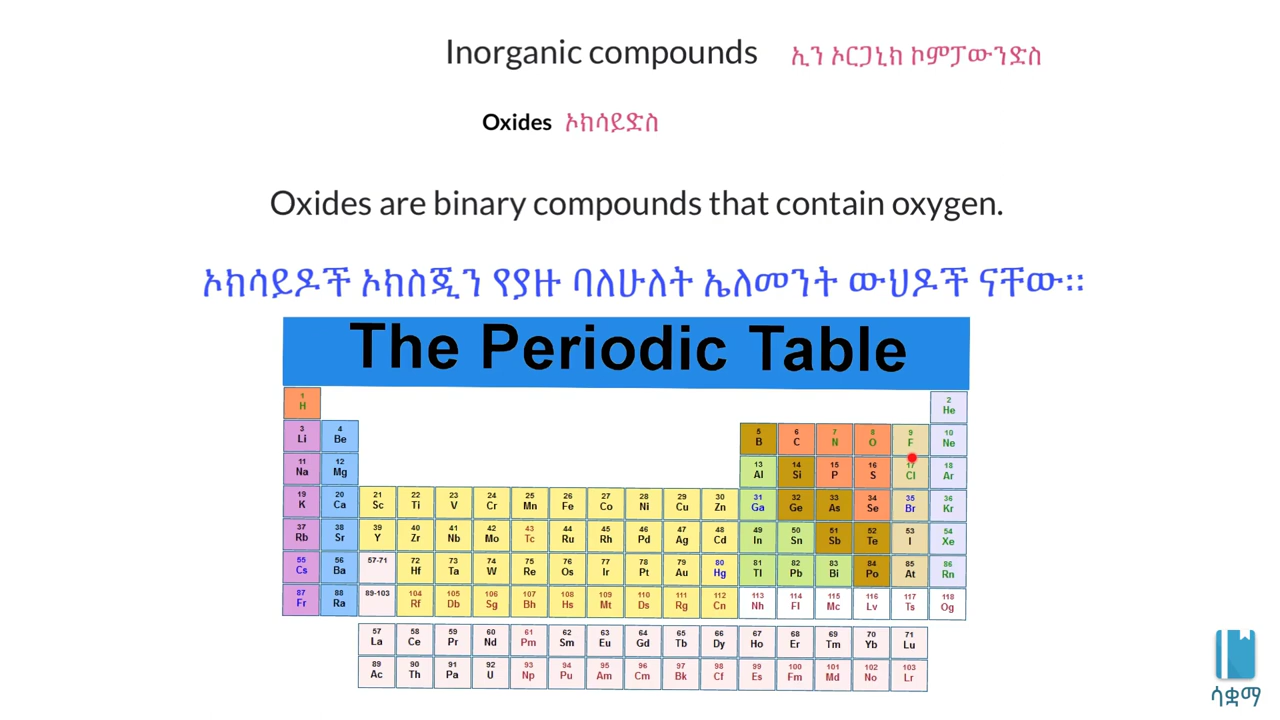 Inorganic compounds ኢን ኦርጋኒክ ኮምፓውንድስ
Oxides ኦክሳይድስ
Oxides are binary compounds that contain oxygen.
ኦክሳይዶች ኦክስጂን የያዙ ባለሁለት ኤለመንት ውህዶች ናቸው።
The Periodic Table
1 2
H He
3 4 5 6 7 8 9 10
Li Be B C N O F Ne
11 12 13 14 15 16 17 18
Na Mg Al Si P S Cl Ar
19 20 21 22 23 24 25 26 27 28 29 30 31 32 33 34 35 36
K Ca Sc Ti V Cr Mn Fe Co Ni Cu Zn Ga Ge As Se Br Kr
37 38 39 40 41 42 43 44 45 46 47 48 49 50 51 52 53 54
Rb Sr Y Zr Nb Mo Tc Ru Rh Pd Ag Cd In Sn Sb Te I Xe
55 56 57-71 72 73 74 75 76 77 78 79 80 81 82 83 84 85 86
Cs Ba Hf Ta W Re Os Ir Pt Au Hg Tl Pb Bi Po At Rn
87 88 89-103 104 105 106 107 108 109 110 111 112 113 114 115 116 117 118
Fr Ra Rf Db Sg Bh Hs Mt Ds Rg Cn Nh Fl Mc Lv Ts Og
57 58 59 60 61 62 63 64 65 66 67 68 69 70 71
La Ce Pr Nd Pm Sm Eu Gd Tb Dy Ho Er Tm Yb Lu
89 90 91 92 93 94 95 96 97 98 99 100 101 102 103
Ac Th Pa U Np Pu Am Cm Bk Cf Es Fm Md No Lr
ሳቋማ